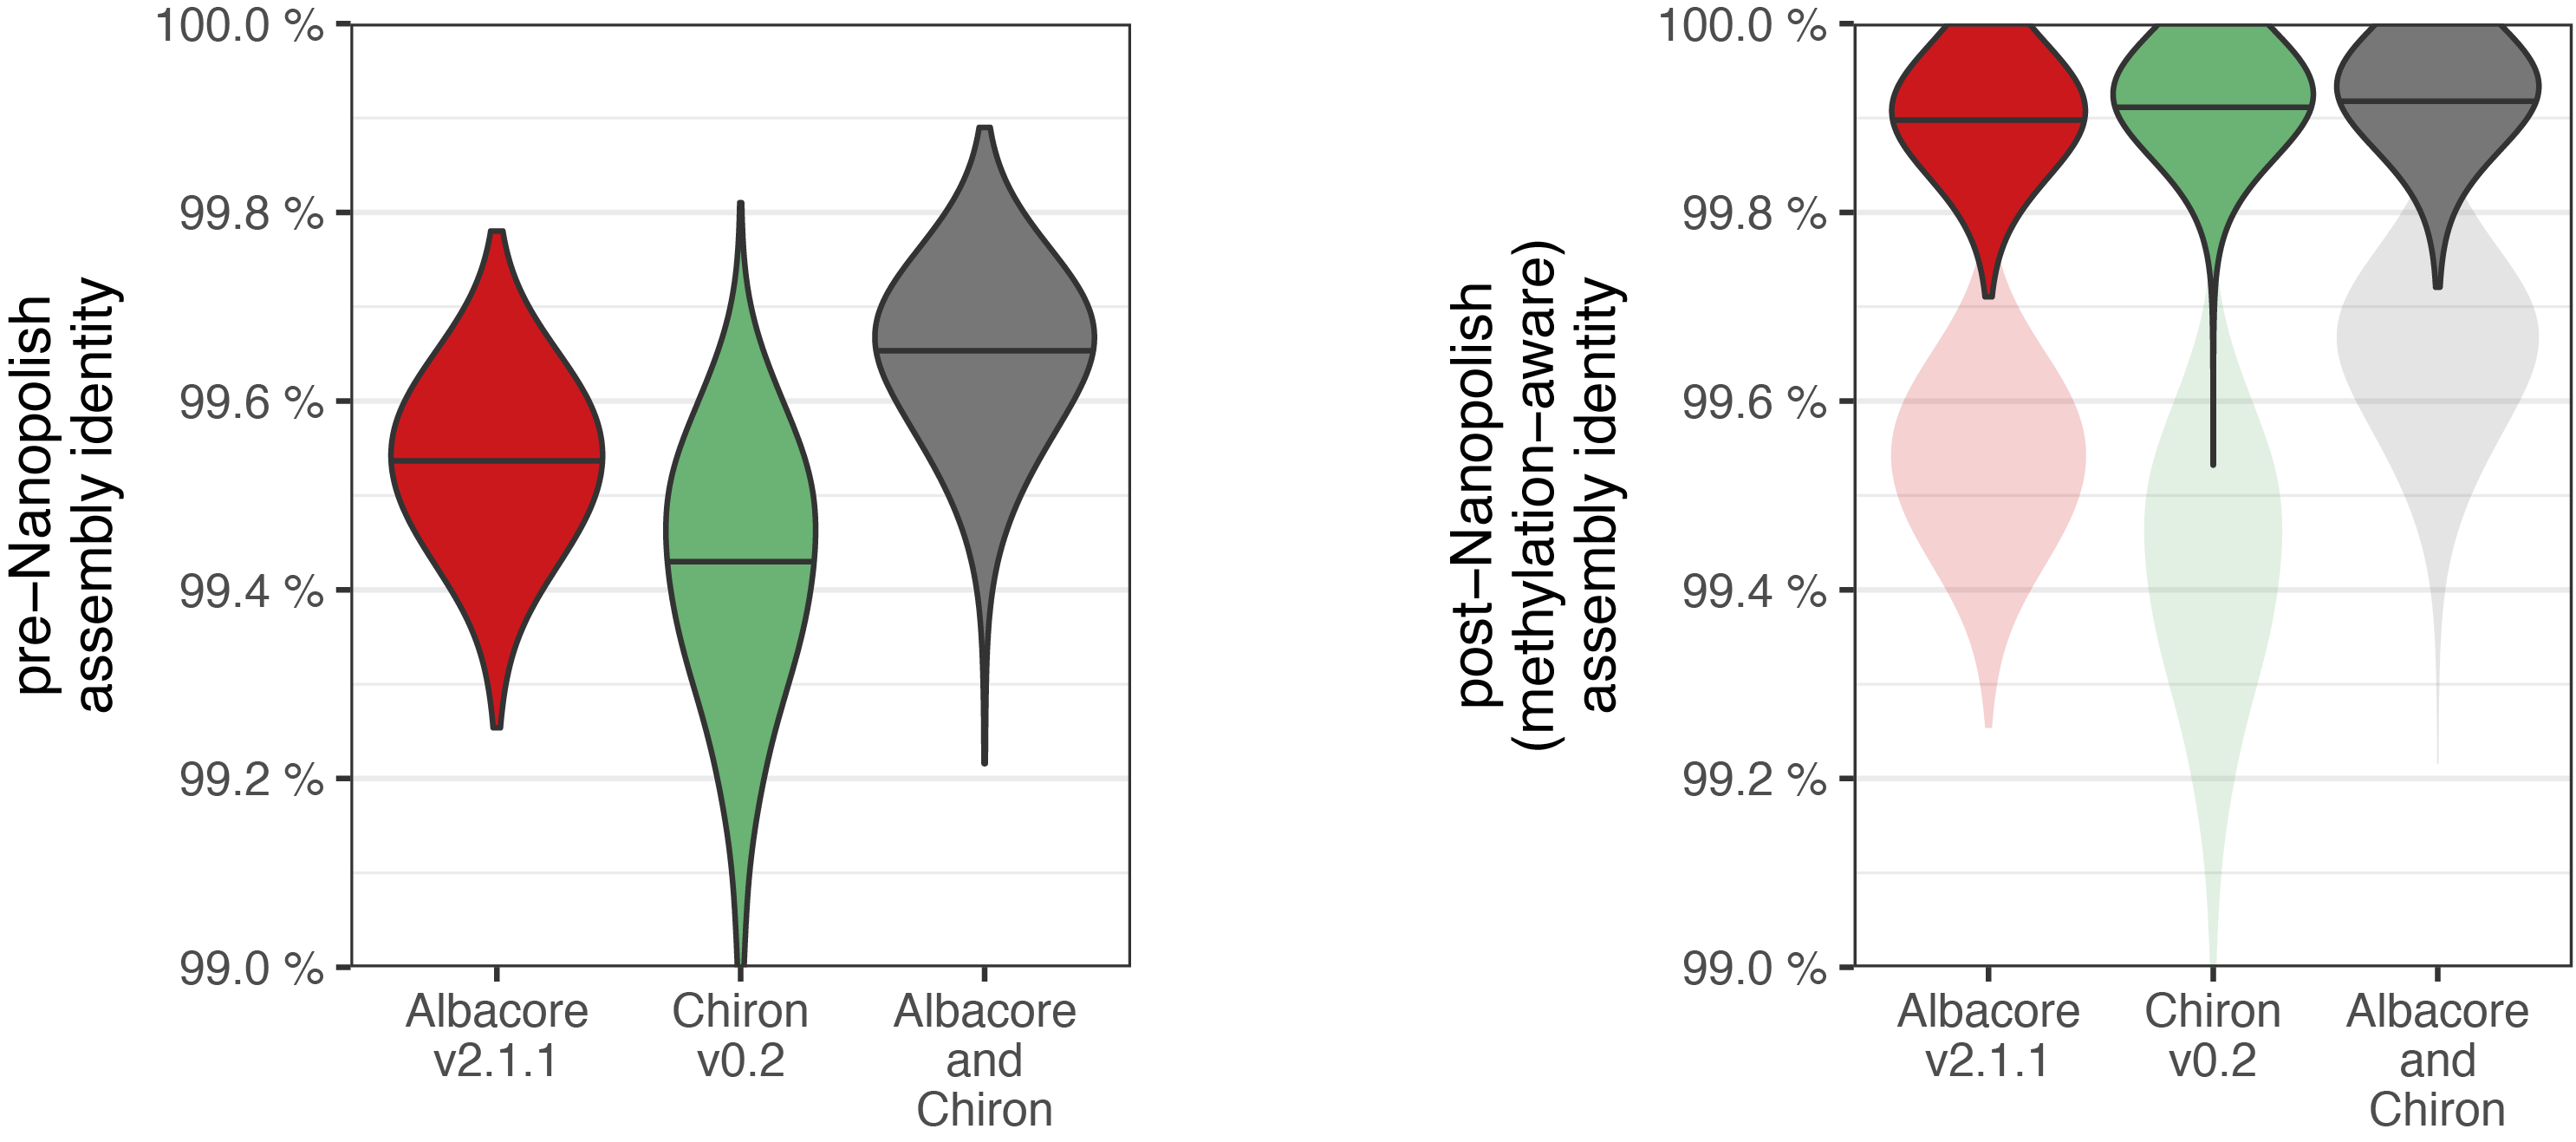 pre−Nanopolish
assembly identity
100.0 %
99.8 %
99.6 %
99.4 %
99.2 %
99.0 %
Albacore
v2.1.1
Chiron
v0.2
Albacore
and
Chiron
post−Nanopolish
(methylation−aware)
assembly identity
100.0 %
99.8 %
99.6 %
99.4 %
99.2 %
99.0 %
Albacore
v2.1.1
Chiron
v0.2
Albacore
and
Chiron